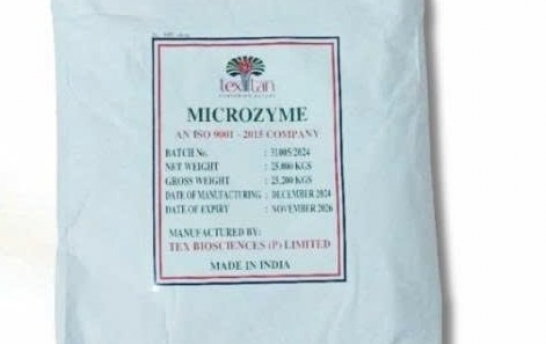 textan
MICROZYME
AN ISO 9001 - 2015 COMPANY
BATCH No. : 31005/2024
NET WEIGHT : 25.000 KGS
GROSS WEIGHT : 25.200 KGS
DATE OF MANUFACTURING : DECEMBER 2024
DATE OF EXPIRY : NOVEMBER 2026
MANUFACTURED BY:
TEX BIOSCIENCES (P) LIMITED
MADE IN INDIA